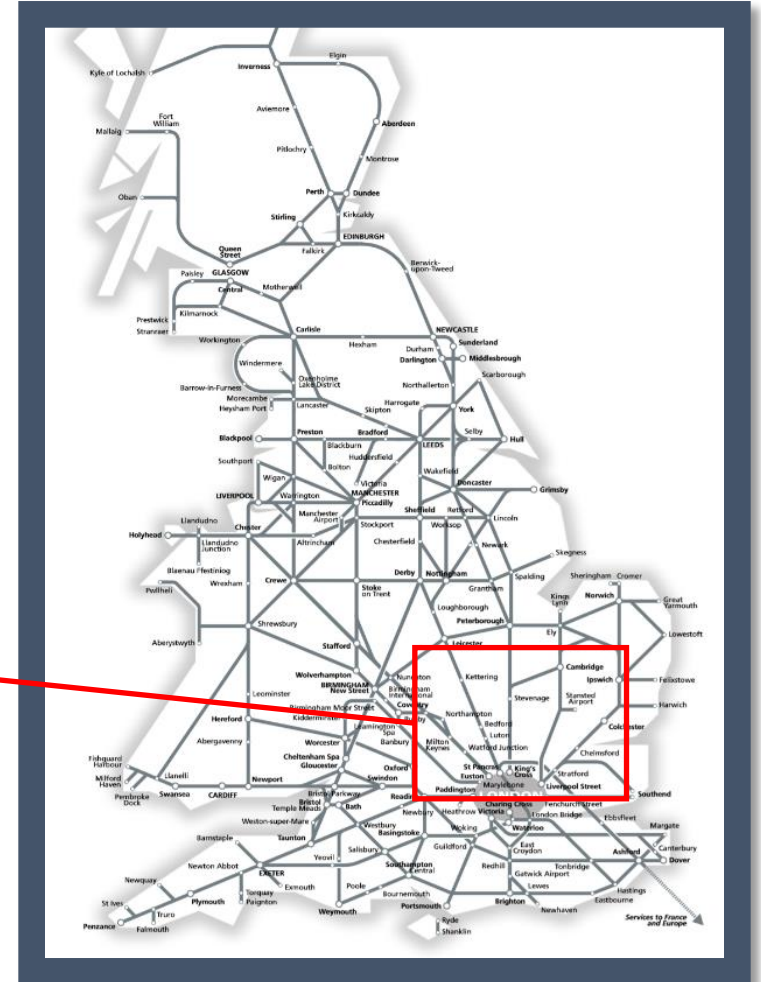 Elgin
Inverness
Kyle of Lochalsh
Aviemore
Fort
William
Mallaig
Aberdeen
Pitlochry
Montrose
Perth
Dundee
Oban
Stirling
Kirkcaldy
EDINBURGH
Queen
Street
Falkirk
Berwick-
upon-Tweed
Paisley
GLASGOW
Central
Motherwell
Prestwick
Kilmarnock
Stranraer
Carlisle
NEWCASTLE
Workington
Hexham
Durham
Sunderland
Darlington
Middlesbrough
Windermere
Scarborough
Oxenholme
Lake District
Barrow-in-Furness
Northallerton
Morecambe
Heysham Port
Lancaster
Harrogate
Skipton
York
Blackpool
Preston
Bradford
LEEDS
Selby
Hull
Blackburn
Huddersfield
Southport
Bolton
Wakefield
Wigan
Victoria
MANCHESTER
Piccadilly
Doncaster
Grimsby
LIVERPOOL
Warrington
Manchester
Airport
Sheffield
Retford
Llandudno
Stockport
Worksop
Lincoln
Holyhead
Chester
Llandudno
Junction
Altrincham
Chesterfield
Newark
Skegness
Blaenau Ffestiniog
Derby
Nottingham
Pwllheli
Wrexham
Crewe
Stoke
on Trent
Grantham
Spalding
Sheringham
Cromer
Kings
Lynn
Norwich
Great
Yarmouth
Loughborough
Peterborough
Shrewsbury
Ely
Lowestoft
Aberystwyth
Stafford
Leicester
Cambridge
Wolverhampton
BIRMINGHAM
New Street
Nuneaton
Birmingham
International
Kettering
Ipswich
Felixstowe
Leominster
Stevenage
Stansted
Airport
Birmingham Moor Street
Kidderminster
Coventry
Rugby
Northampton
Harwich
Hereford
Leamington
Spa
Bedford
Colchester
Abergavenny
Worcester
Banbury
Milton
Keynes
Luton
Watford Junction
Chelmsford
Cheltenham Spa
Gloucester
Oxford
St Pancras
Euston
King's
Cross
Stratford
Fishguard
Harbour
Milford
Haven
Llanelli
Newport
Swindon
Marylebone
Liverpool Street
Pembroke
Dock
Swansea
CARDIFF
Bristol Parkway
Reading
Paddington
Southend
Bristol
Temple Meads
Bath
Newbury
Heathrow
Victoria
Charing Cross
Fenchurch Street
London Bridge
Ebbsfleet
Weston-super-Mare
Westbury
Waterloo
Margate
Barnstaple
Taunton
Basingstoke
Woking
East
Croydon
Canterbury
Salisbury
Guildford
Ashford
Dover
Newton Abbot
Yeovil
Southampton
Central
Redhill
Tonbridge
Gatwick Airport
EXETER
Newquay
Exmouth
Poole
Lewes
Hastings
Torquay
Paignton
Bournemouth
Eastbourne
St Ives
Plymouth
Weymouth
Portsmouth
Brighton
Newhaven
Truro
Penzance
Falmouth
Ryde
Shanklin
Services to France
and Europe